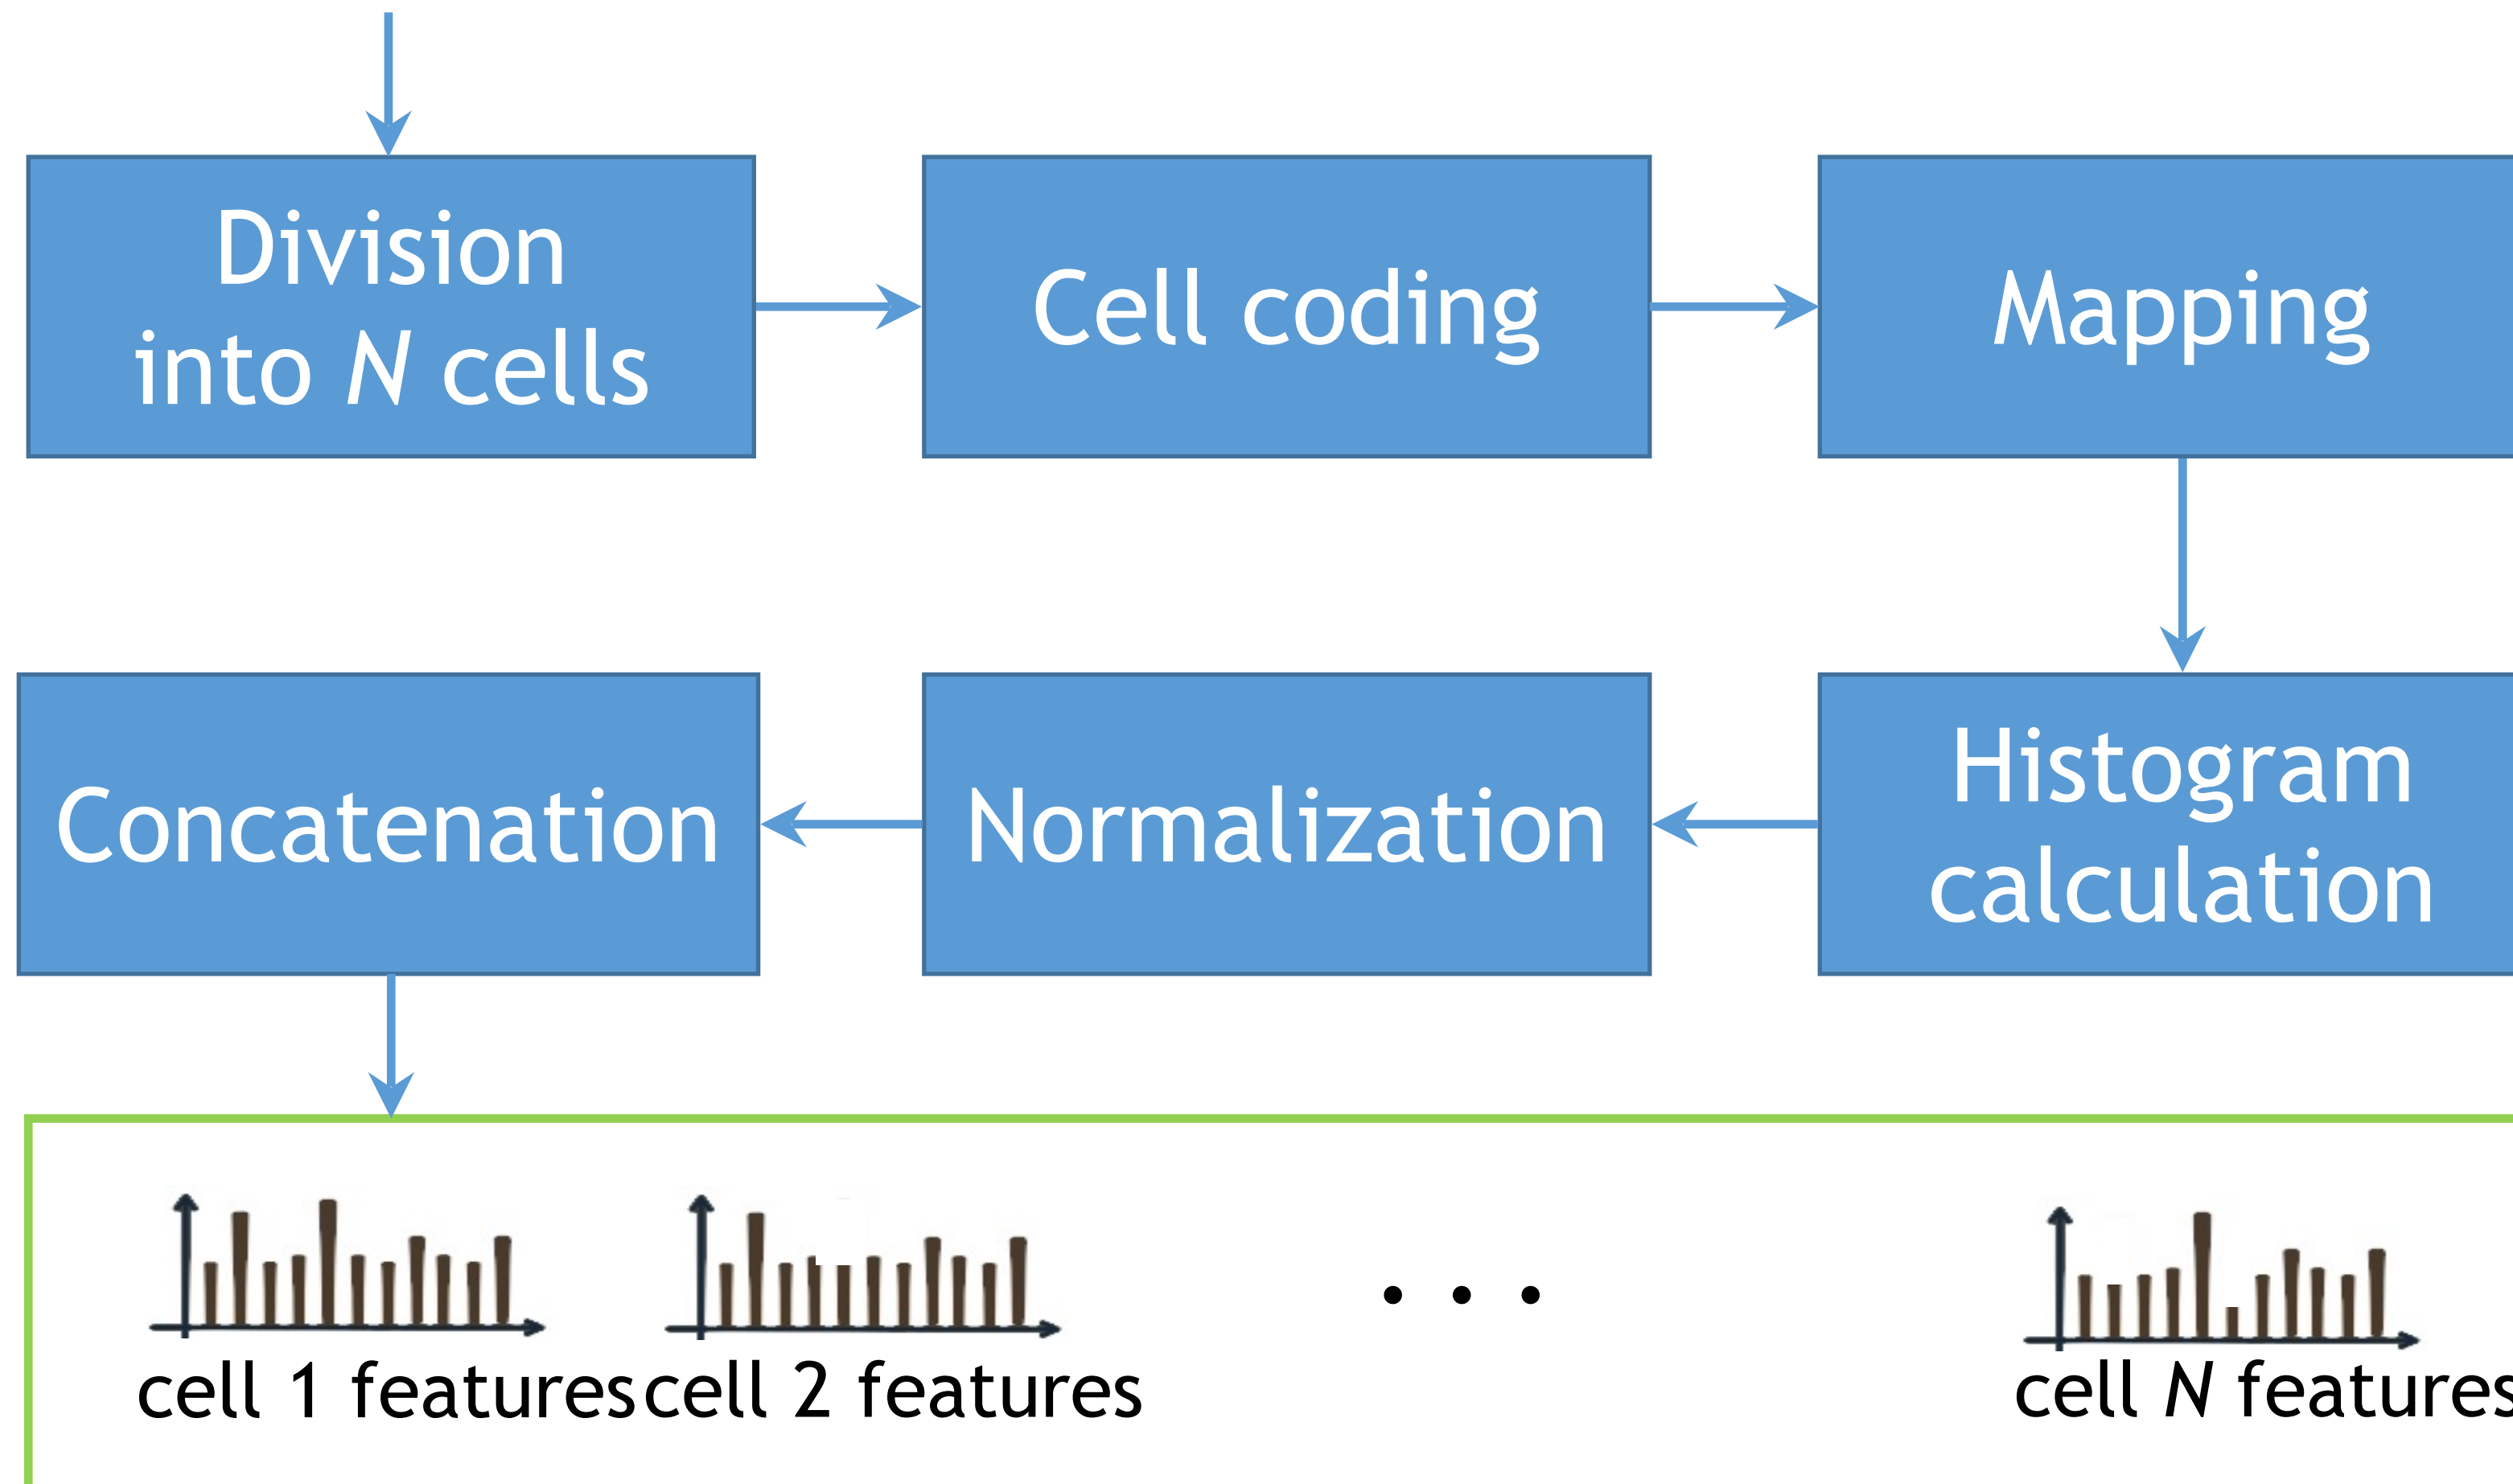 Division
into N cells
Cell coding
Mapping
Histogram
calculation
Normalization
Concatenation
cell 1 features
cell 2 features
. . .
cell N features